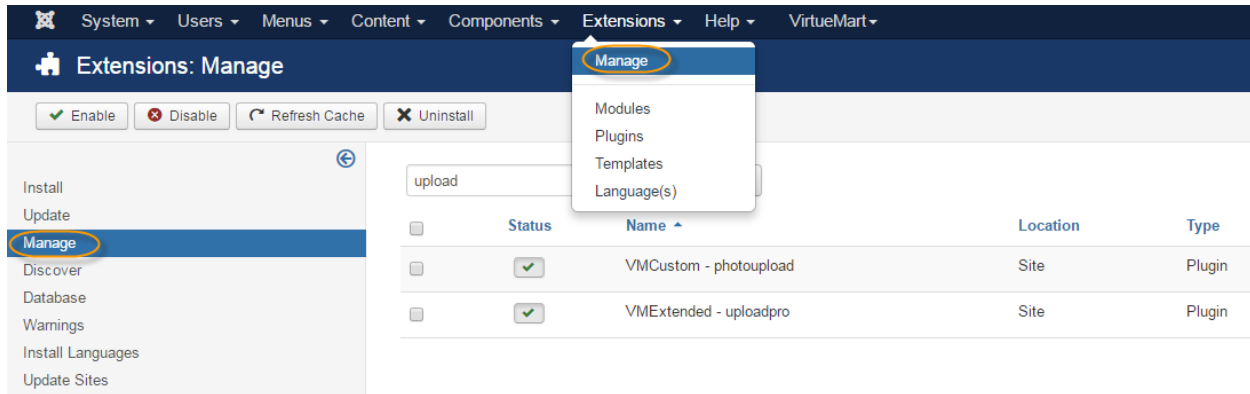 System Users Menus Content Components Extensions Help VirtueMart
Extensions: Manage
Manage
Enable Disable Refresh Cache Uninstall
Modules
Plugins
Templates
Language(s)
Install
Update
Manage
Discover
Database
Warnings
Install Languages
Update Sites
upload
Status Name Location Type
VMCustom - photoupload Site Plugin
VMExtended - uploadpro Site Plugin